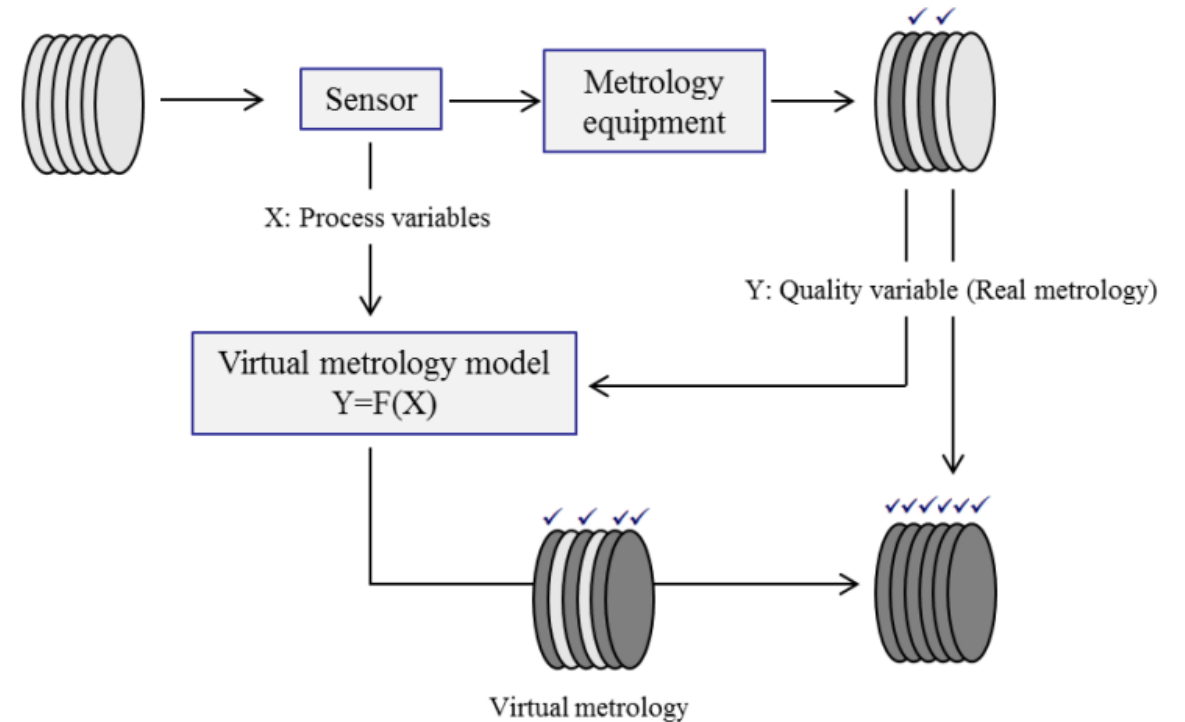 Sensor
Metrology
equipment
X: Process variables
Y: Quality variable (Real metrology)
Virtual metrology model
Y=F(X)
Virtual metrology